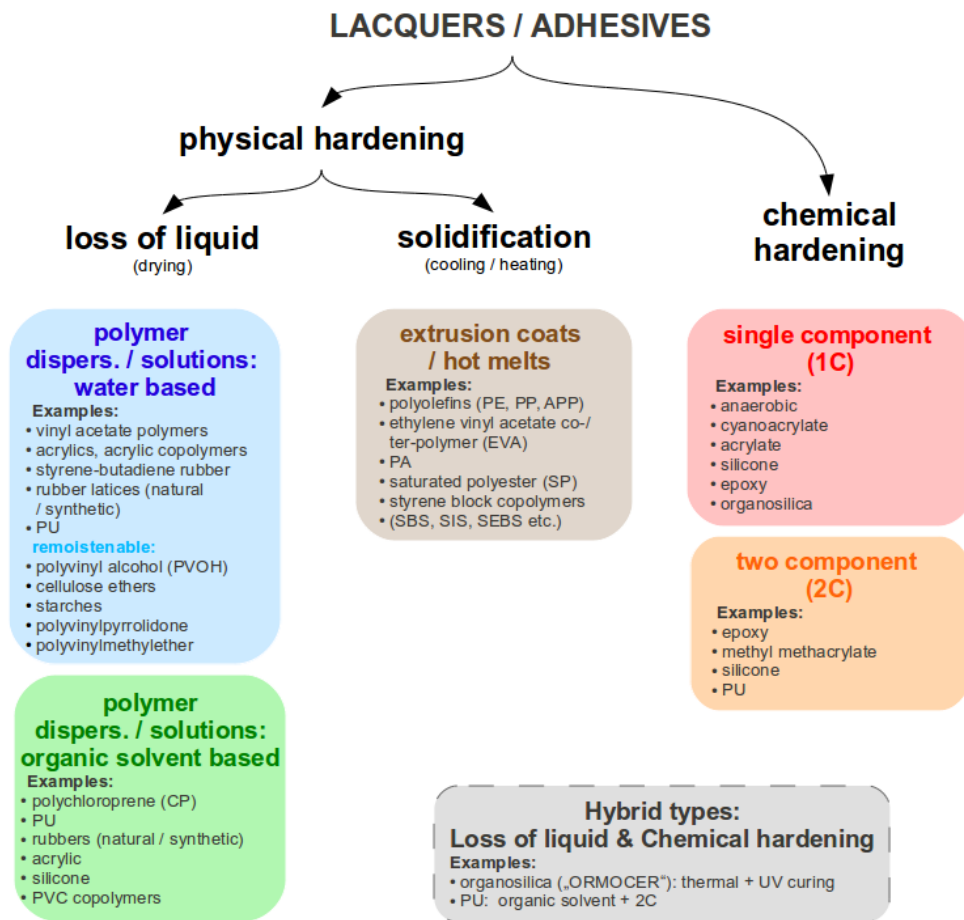 LACQUERS / ADHESIVES
physical hardening
loss of liquid
(drying)
solidification
(cooling / heating)
chemical
hardening
polymer
dispers. / solutions:
water based
Examples:
• vinyl acetate polymers
• acrylics, acrylic copolymers
• styrene-butadiene rubber
• rubber latices (natural
/ synthetic)
• PU
remoistenable:
• polyvinyl alcohol (PVOH)
• cellulose ethers
• starches
• polyvinylpyrrolidone
• polyvinylmethylether
polymer
dispers. / solutions:
organic solvent based
Examples:
• polychloroprene (CP)
• PU
• rubbers (natural / synthetic)
• acrylic
• silicone
• PVC copolymers
extrusion coats
/ hot melts
Examples:
• polyolefins (PE, PP, APP)
• ethylene vinyl acetate co-/
ter-polymer (EVA)
• PA
• saturated polyester (SP)
• styrene block copolymers
• (SBS, SIS, SEBS etc.)
single component
(1C)
Examples:
• anaerobic
• cyanoacrylate
• acrylate
• silicone
• epoxy
• organosilica
two component
(2C)
Examples:
• epoxy
• methyl methacrylate
• silicone
• PU
Hybrid types:
Loss of liquid & Chemical hardening
Examples:
• organosilica („ORMOCER“): thermal + UV curing
• PU: organic solvent + 2C